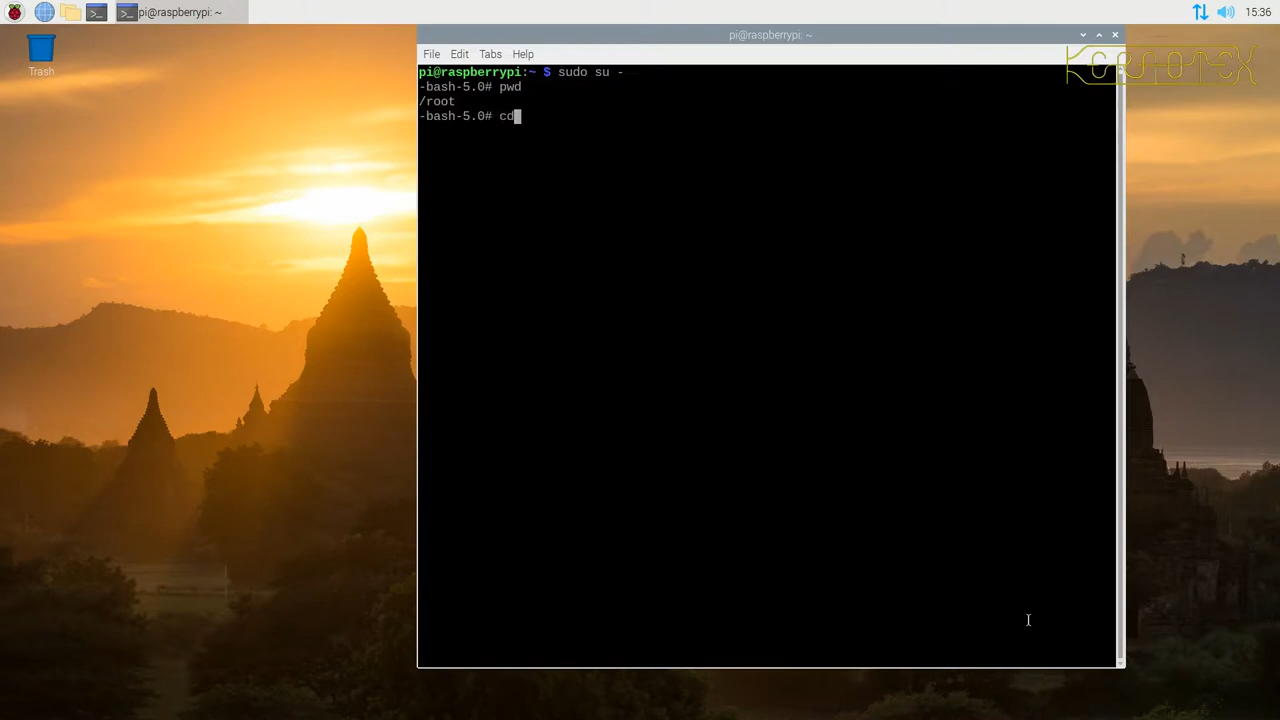 pi@raspberrypi: ~
15:36
Trash
pi@raspberrypi: ~
File Edit Tabs Help
KERNOTEX
pi@raspberrypi:~ $ sudo su -
-bash-5.0# pwd
/root
-bash-5.0# cd